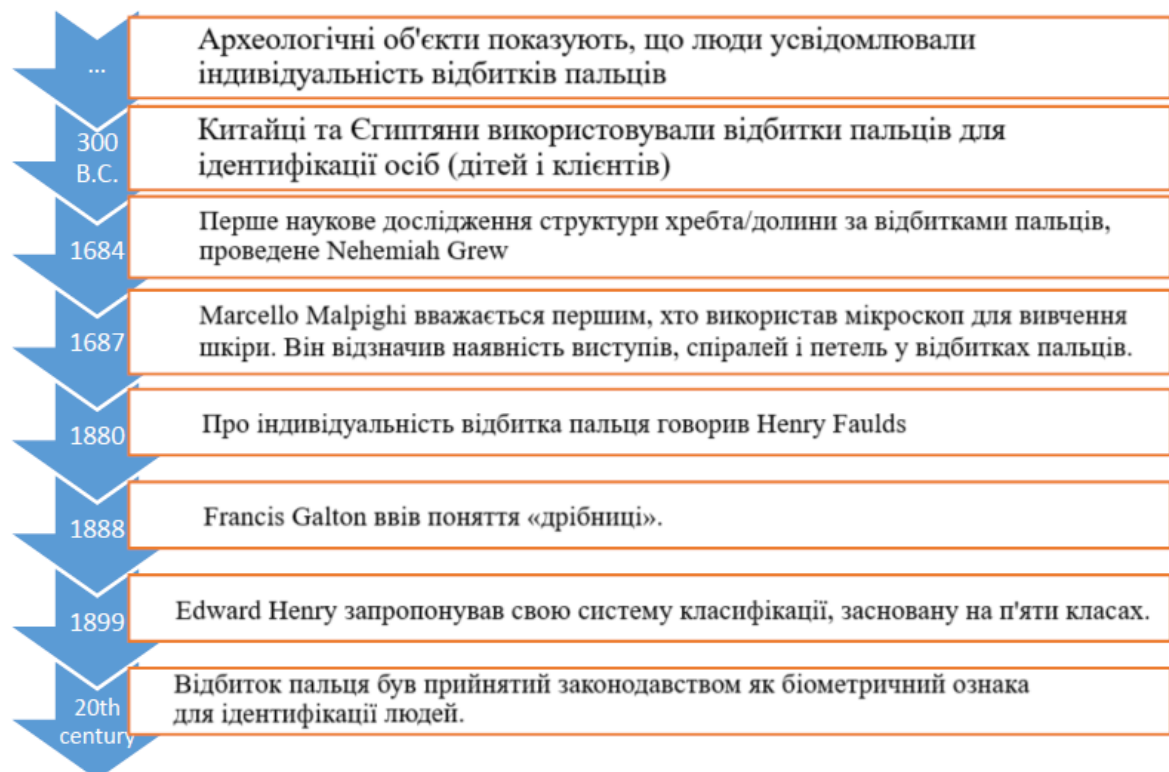 ...
Археологічні об'єкти показують, що люди усвідомлювали
індивідуальність відбитків пальців
300
B.C.
Китайці та Єгиптяни використовували відбитки пальців для
ідентифікації осіб (дітей і клієнтів)
1684
Перше наукове дослідження структури хребта/долини за відбитками пальців,
проведене Nehemiah Grew
1687
Marcello Malpighi вважається першим, хто використав мікроскоп для вивчення
шкіри. Він відзначив наявність виступів, спіралей і петель у відбитках пальців.
1880
Про індивідуальність відбитка пальця говорив Henry Faulds
1888
Francis Galton ввів поняття «дрібниці».
1899
Edward Henry запропонував свою систему класифікації, засновану на п'яти класах.
20th
century
Відбиток пальця був прийнятий законодавством як біометричний ознака
для ідентифікації людей.